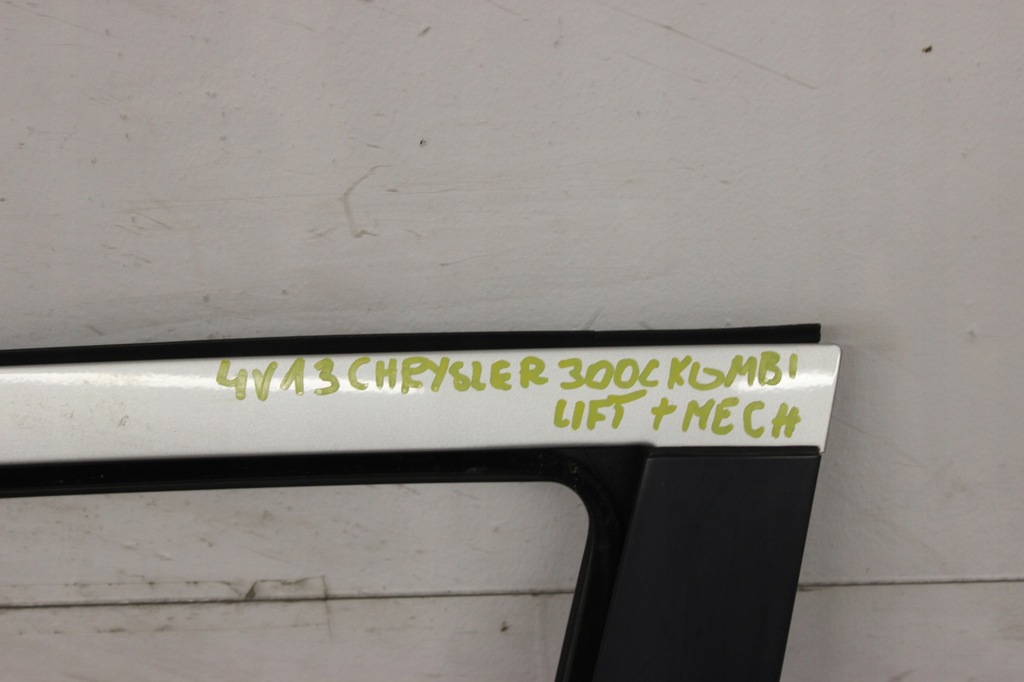 4V13 CHRYSLER 300C KOMBI
LIFT + MECH